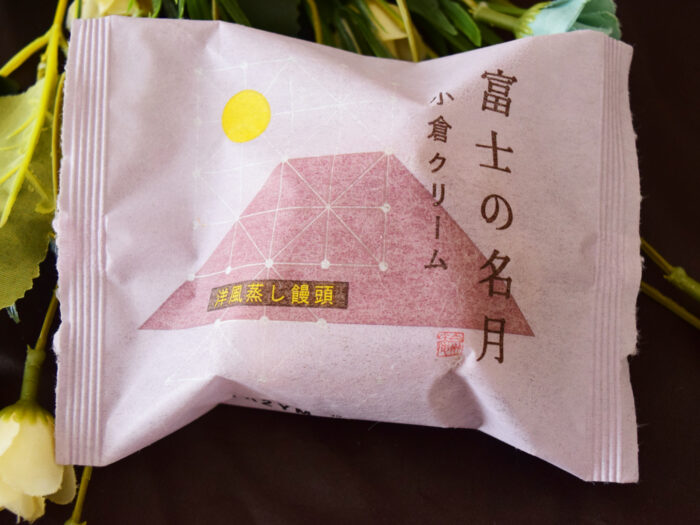 富士の名月
小倉クリーム
洋風蒸し饅頭